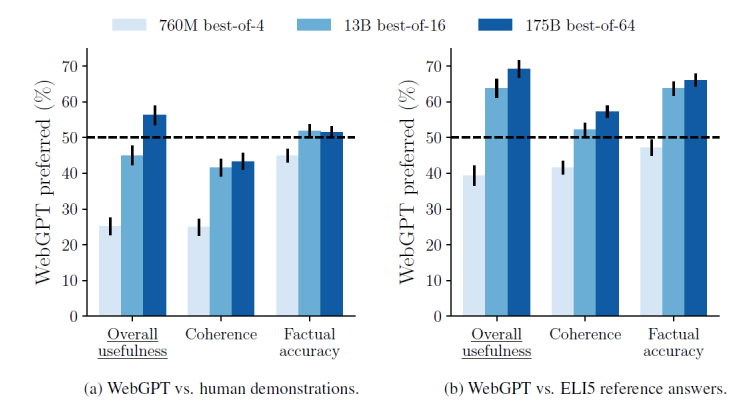 760M best-of-4 13B best-of-16 175B best-of-64
WebGPT preferred (%)
70
60
50
40
30
20
10
0
Overall
usefulness
Coherence
Factual
accuracy
(a) WebGPT vs. human demonstrations.
WebGPT preferred (%)
70
60
50
40
30
20
10
0
Overall
usefulness
Coherence
Factual
accuracy
(b) WebGPT vs. ELI5 reference answers.